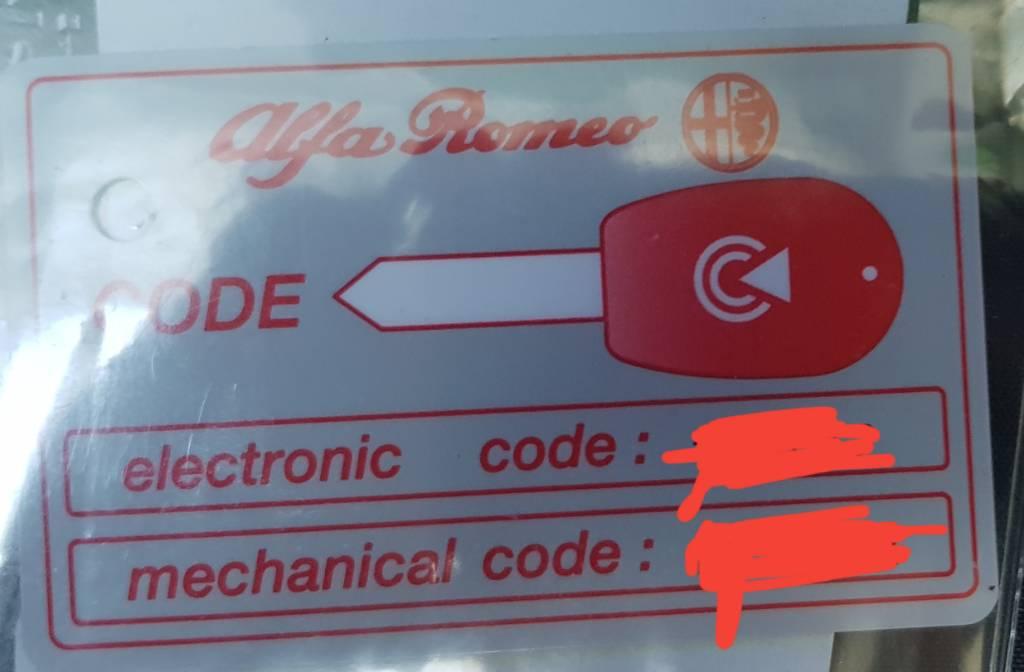 Alfa Romeo
CODE
electronic code :
mechanical code :